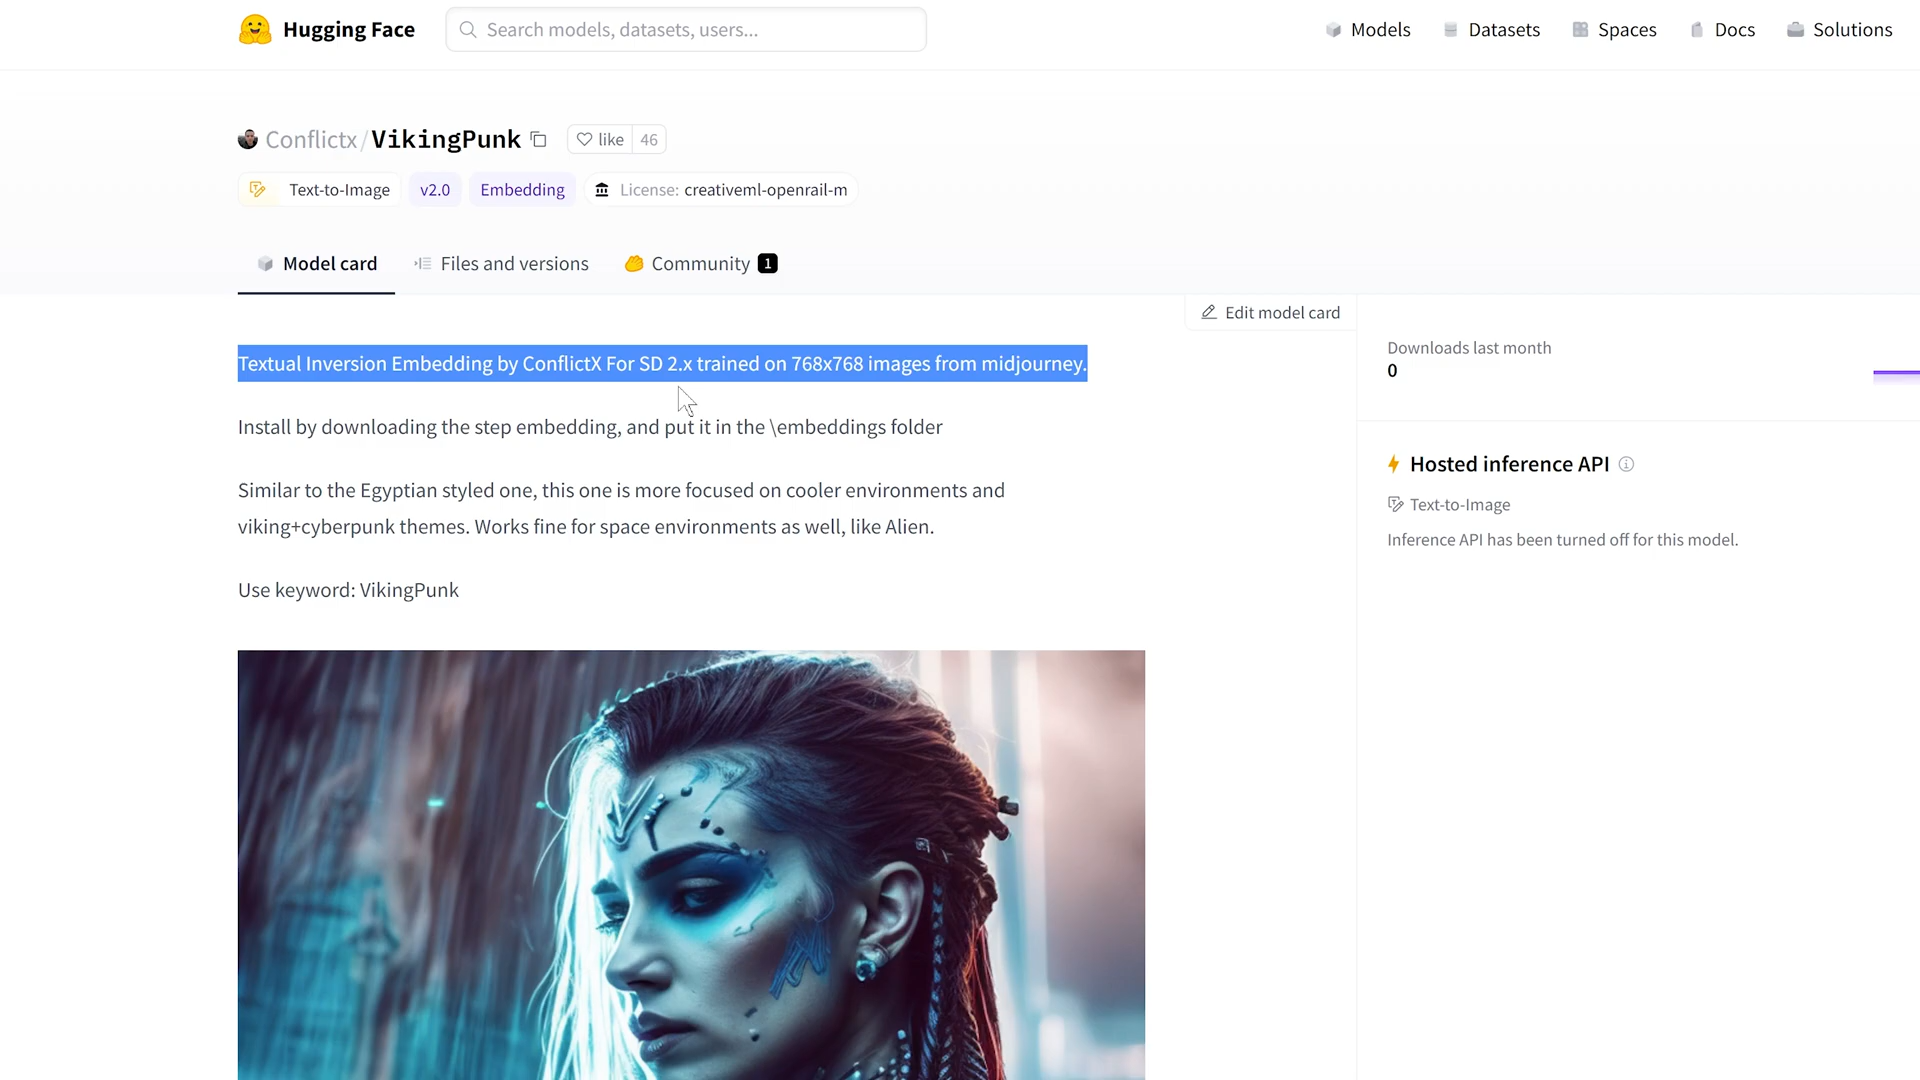 Hugging Face
Search models, datasets, users...
Models
Datasets
Spaces
Docs
Solutions
Conflictx/VikingPunk
like 46
Text-to-Image
v2.0
Embedding
License: creativeml-openrail-m
Model card
Files and versions
Community 1
Edit model card
Textual Inversion Embedding by ConflictX For SD 2.x trained on 768x768 images from midjourney.
Install by downloading the step embedding, and put it in the \embeddings folder
Similar to the Egyptian styled one, this one is more focused on cooler environments and
viking+cyberpunk themes. Works fine for space environments as well, like Alien.
Use keyword: VikingPunk
Downloads last month
0
Hosted inference API
Text-to-Image
Inference API has been turned off for this model.